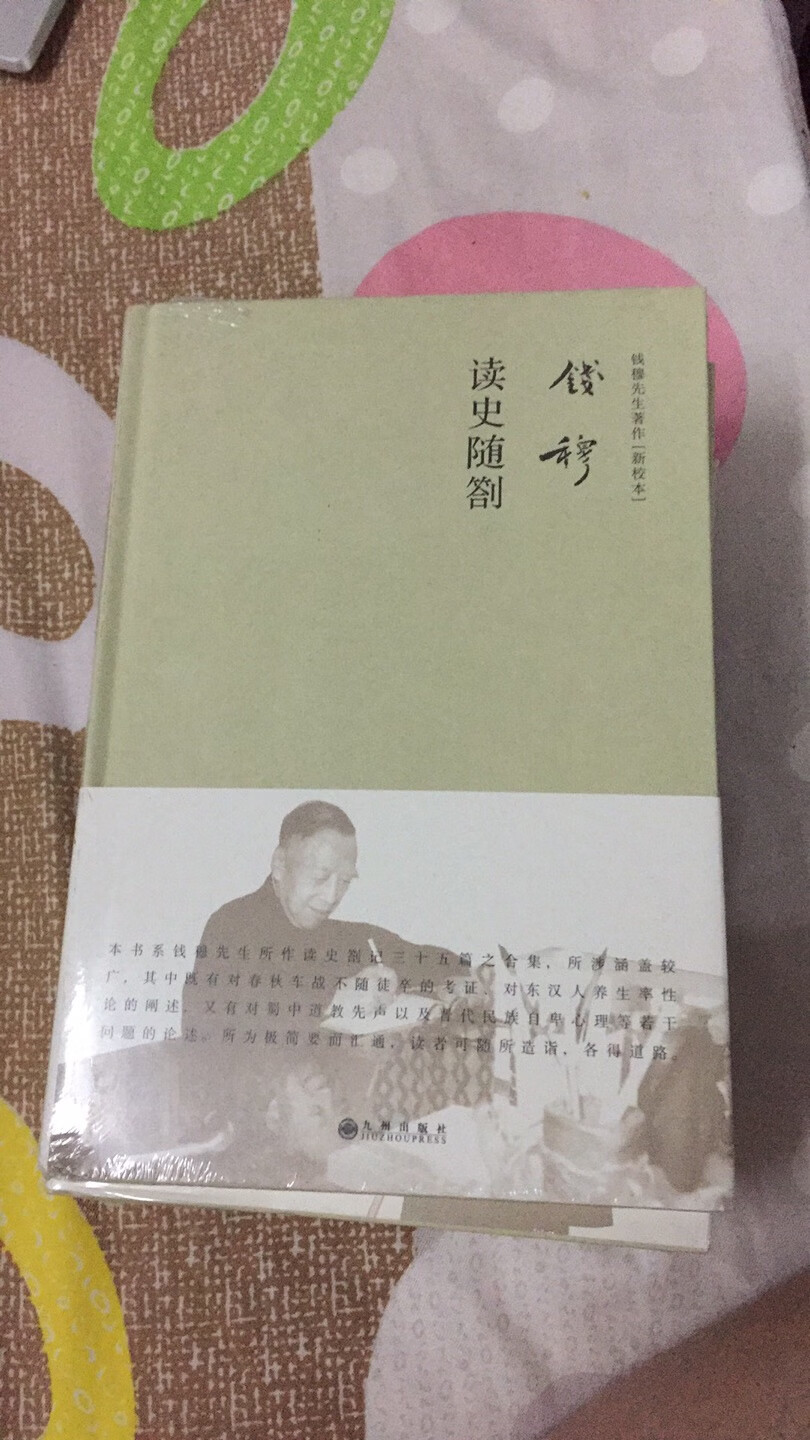 钱穆先生著作[新校本]
錢穆
读史随劄
本书系钱穆先生所作读史劄记三十五篇之合集，所涉涵盖较
广，其中既有对春秋车战不随徒卒的考证、对东汉人养生率性
论的阐述，又有对蜀中道教先声以及晋代民族自卑心理等若干
问题的论述。所为极简要而汇通，读者可随所造诣，各得道路。
九州出版社
JIUZHOUPRESS